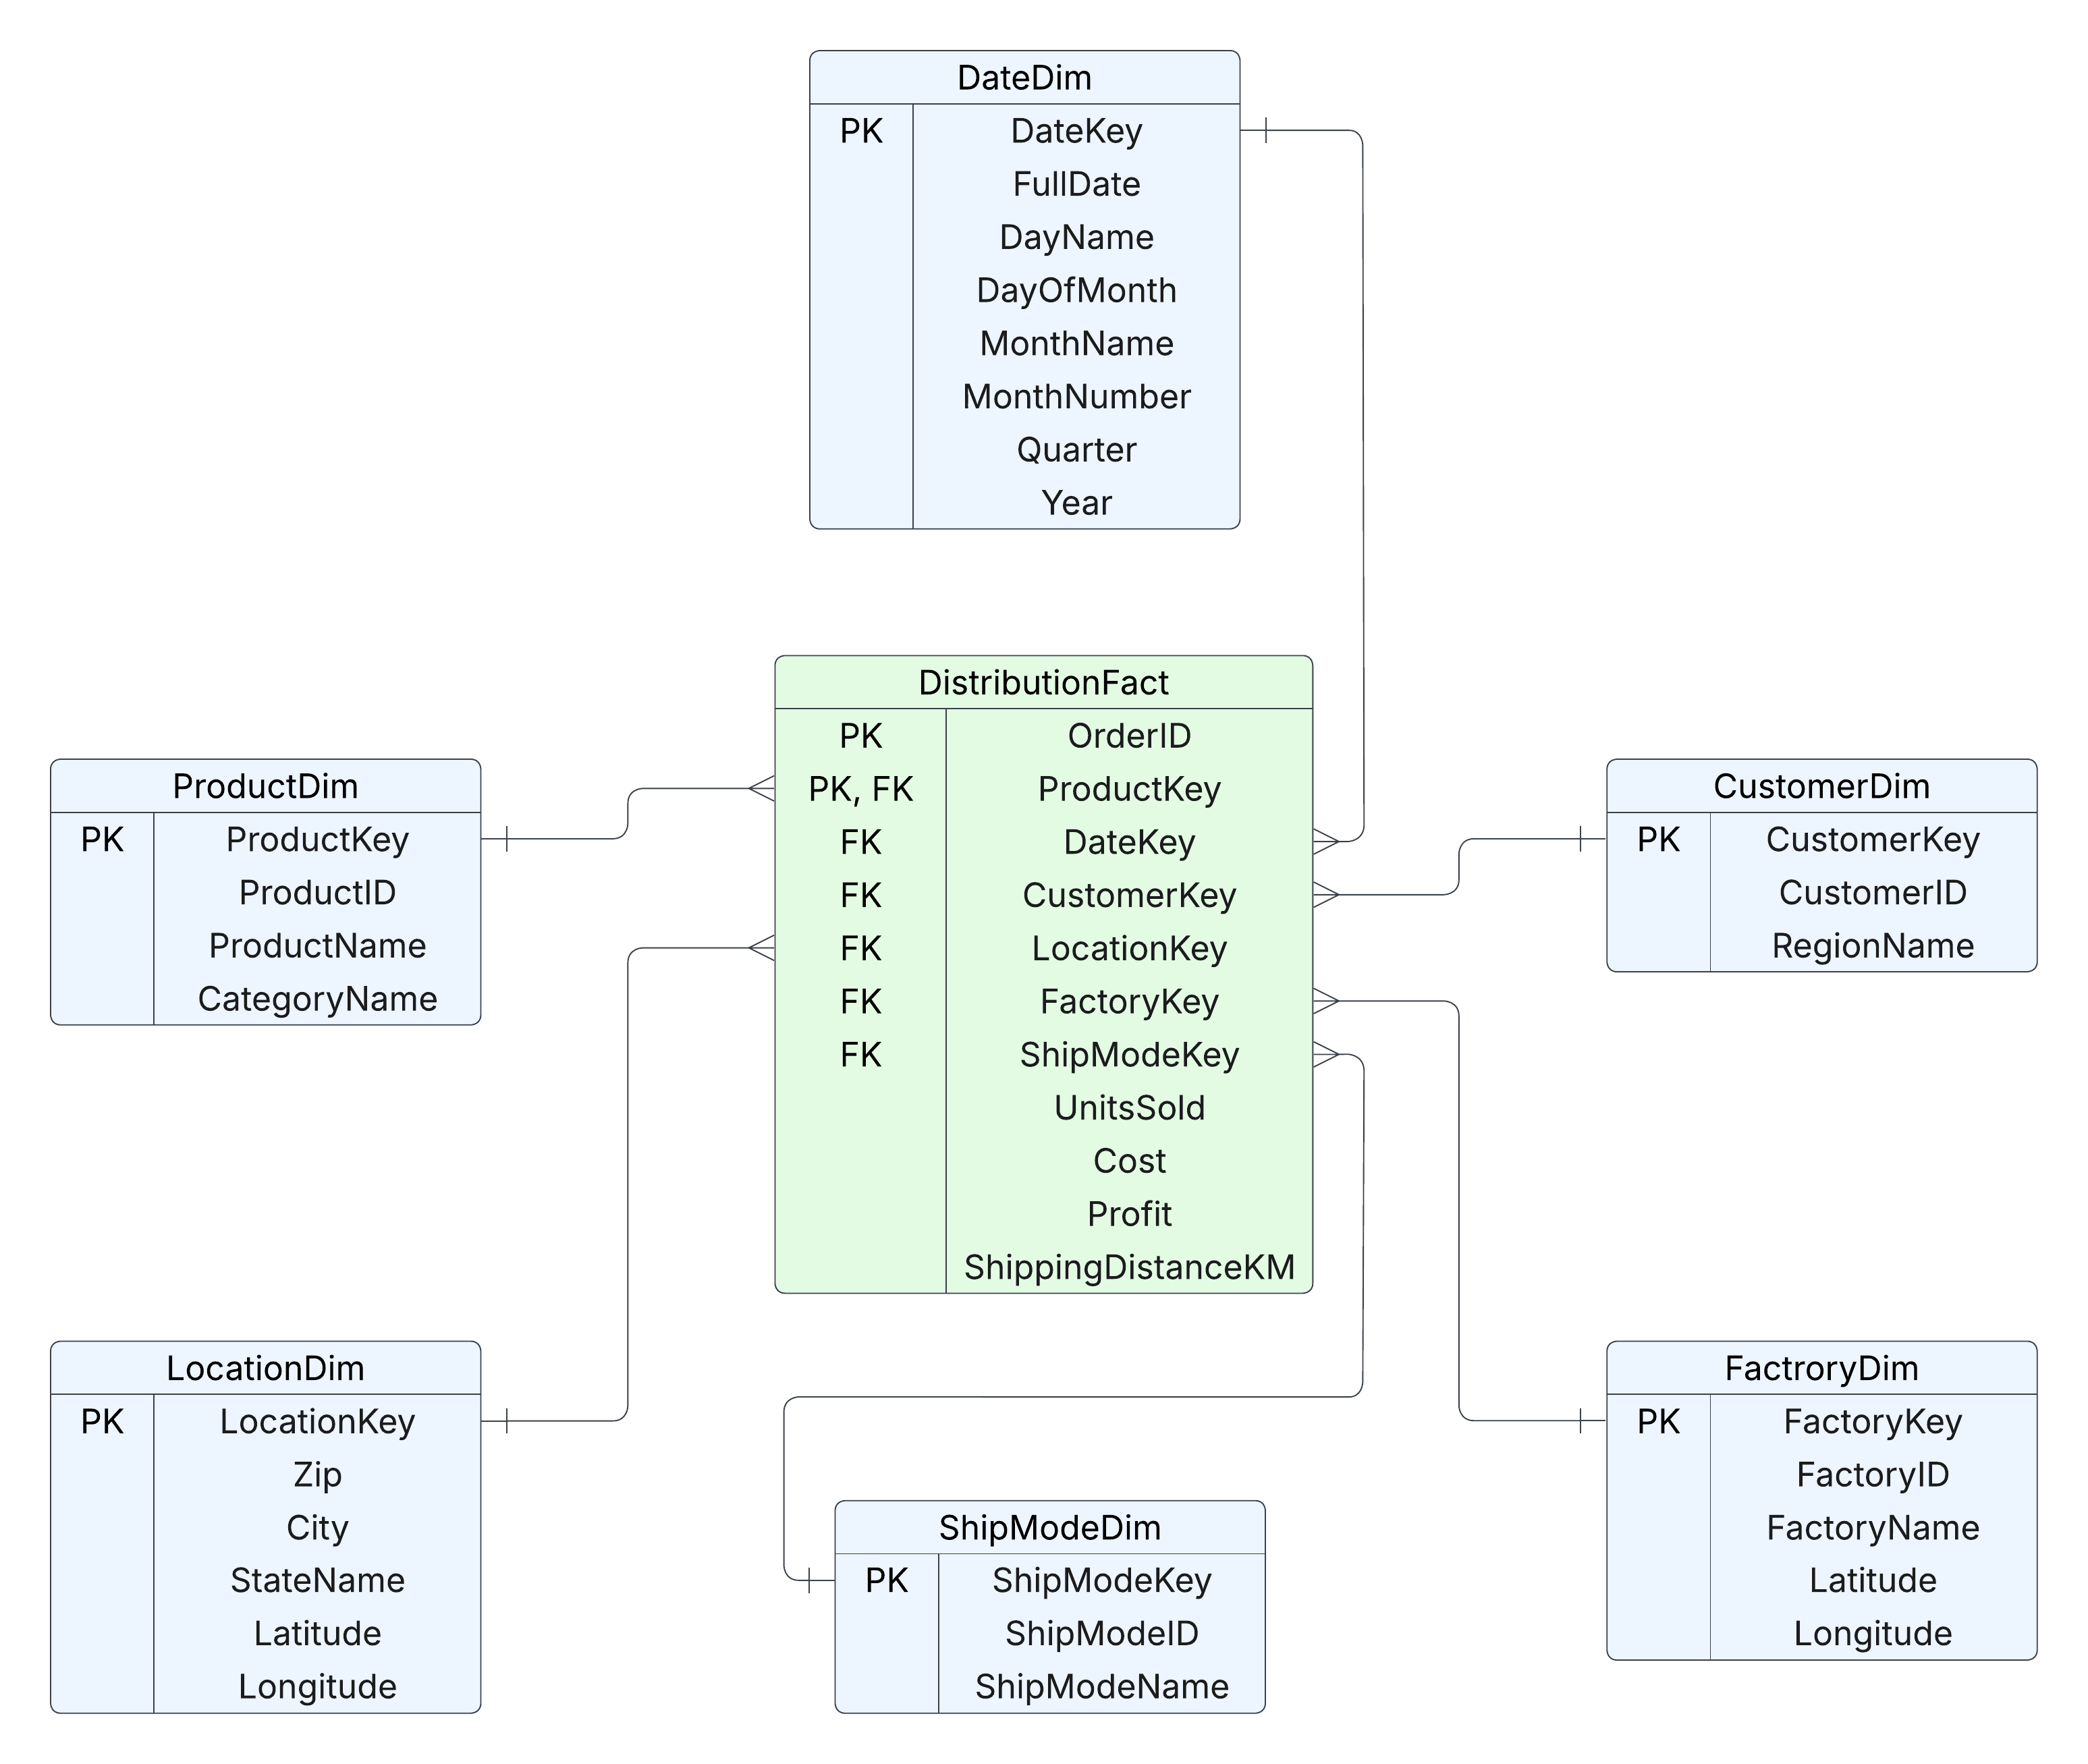 DateDim
PK DateKey
FullDate
DayName
DayOfMonth
MonthName
MonthNumber
Quarter
Year
DistributionFact
PK OrderID
PK, FK ProductKey
FK DateKey
FK CustomerKey
FK LocationKey
FK FactoryKey
FK ShipModeKey
UnitsSold
Cost
Profit
ShippingDistanceKM
ProductDim
PK ProductKey
ProductID
ProductName
CategoryName
CustomerDim
PK CustomerKey
CustomerID
RegionName
LocationDim
PK LocationKey
Zip
City
StateName
Latitude
Longitude
ShipModeDim
PK ShipModeKey
ShipModeID
ShipModeName
FactroryDim
PK FactoryKey
FactoryID
FactoryName
Latitude
Longitude